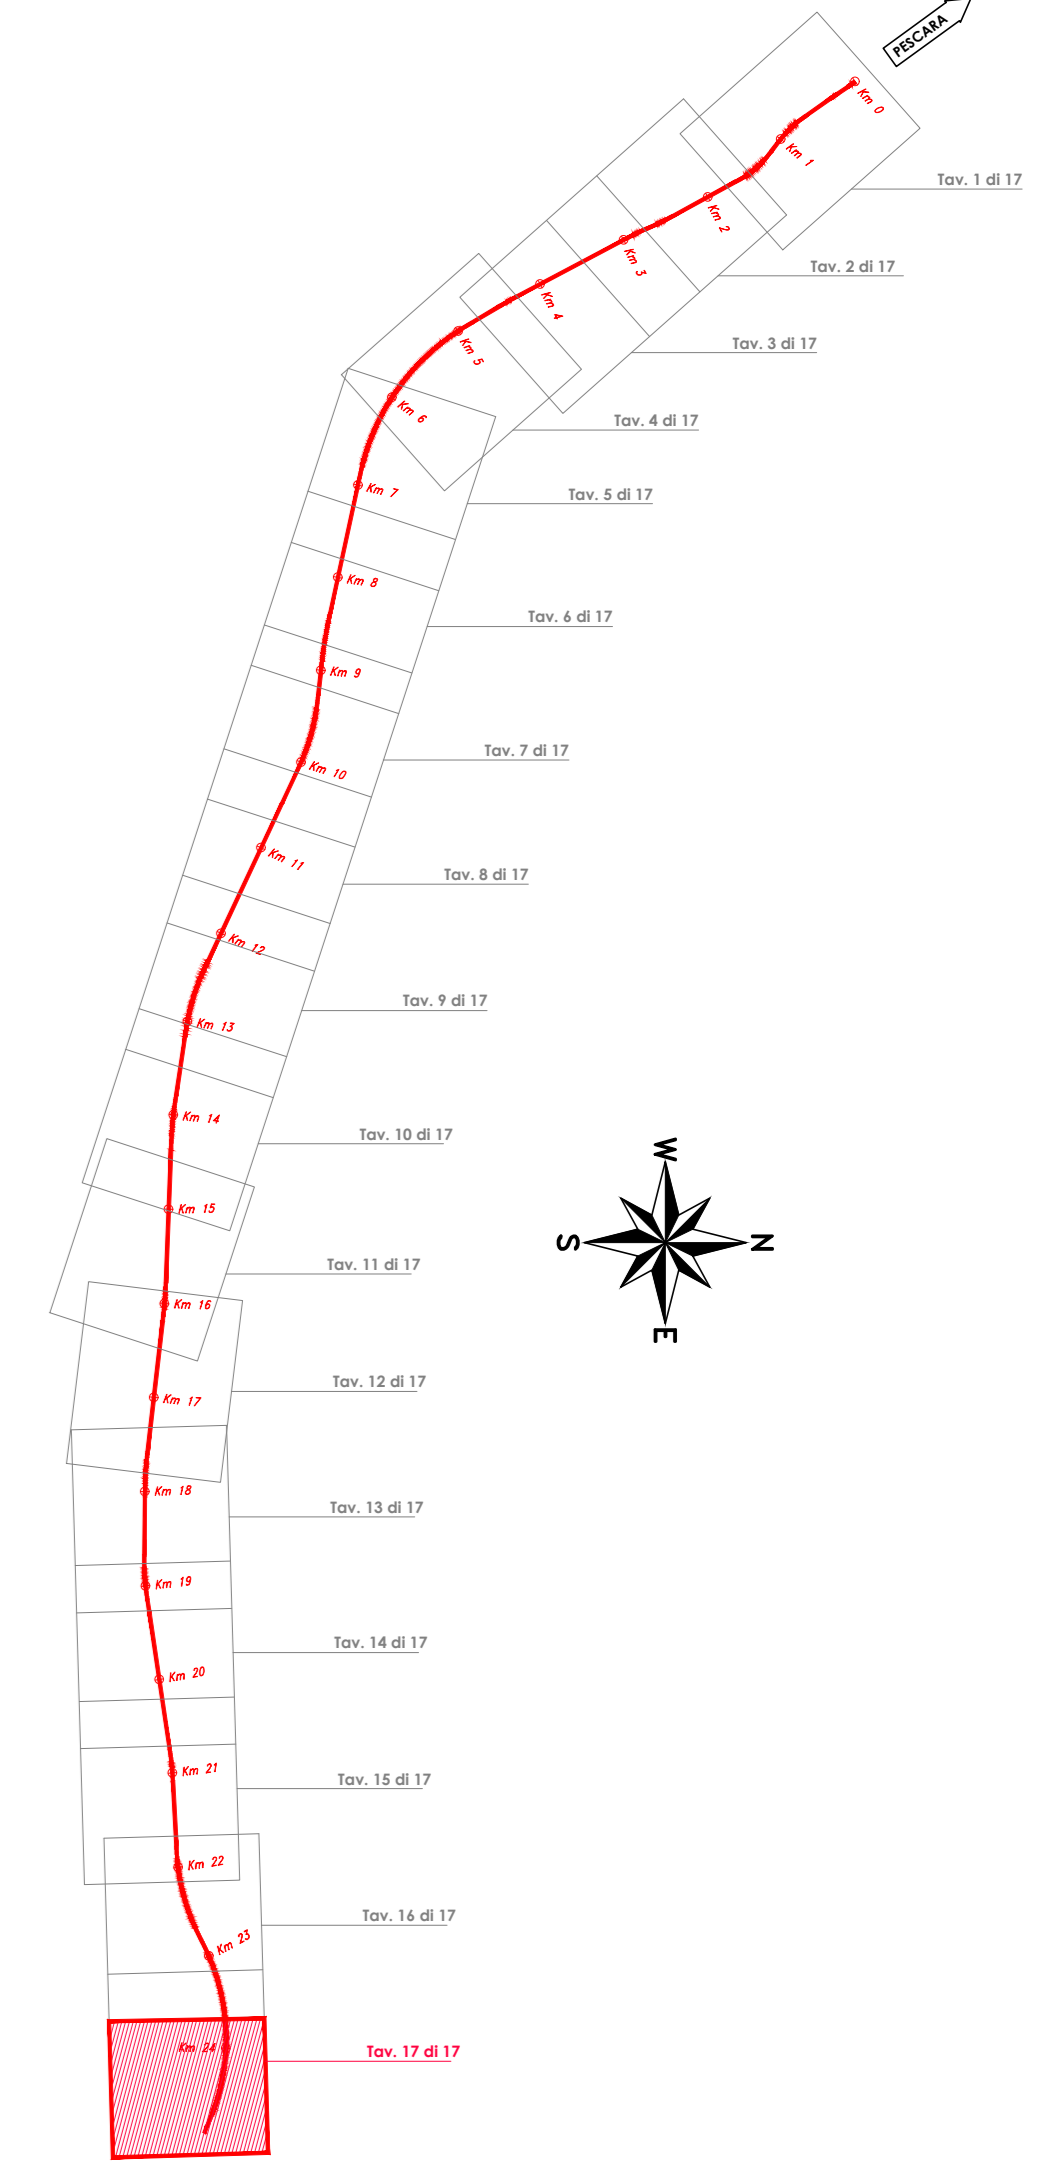 PESCARA
Km 0
Km 1
Tav. 1 di 17
Km 2
Tav. 2 di 17
Km 3
Km 4
Tav. 3 di 17
Km 5
Km 6
Tav. 4 di 17
Km 7
Tav. 5 di 17
Km 8
Tav. 6 di 17
Km 9
Tav. 7 di 17
Km 10
Km 11
Tav. 8 di 17
Km 12
Tav. 9 di 17
Km 13
Km 14
Tav. 10 di 17
W
Km 15
S
N
Tav. 11 di 17
Km 16
E
Tav. 12 di 17
Km 17
Km 18
Tav. 13 di 17
Km 19
Tav. 14 di 17
Km 20
Km 21
Tav. 15 di 17
Km 22
Tav. 16 di 17
Km 23
Km 24
Tav. 17 di 17